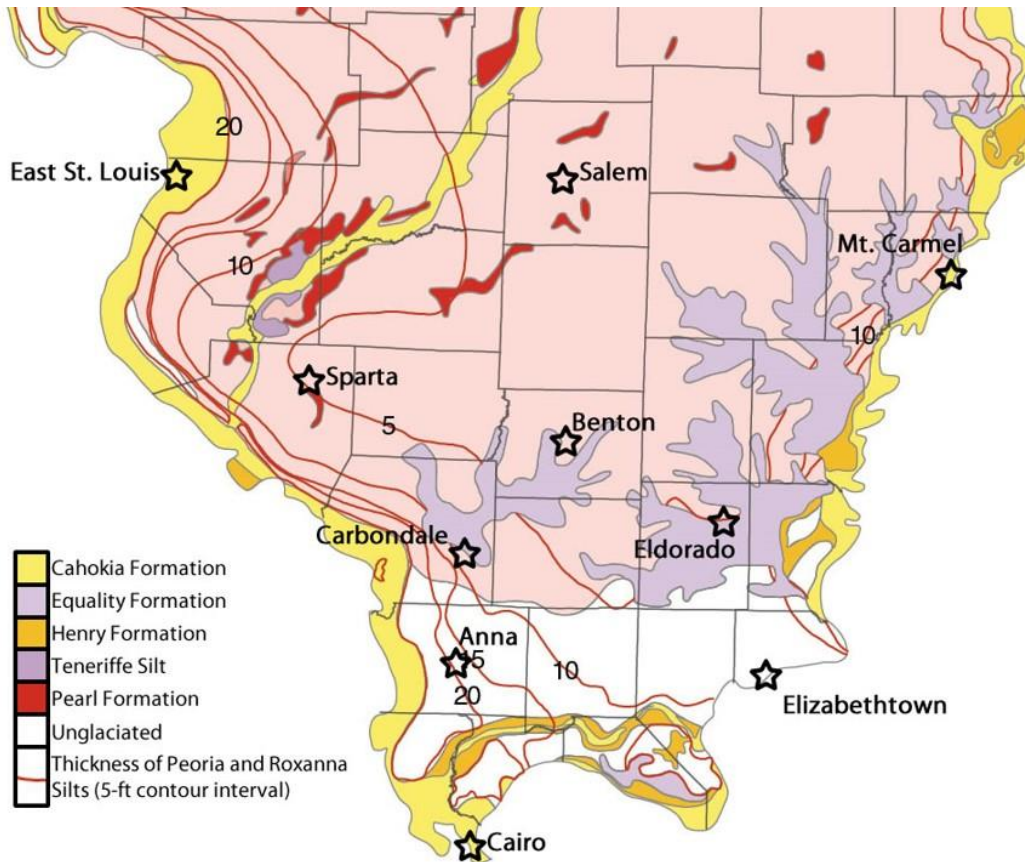 20
East St. Louis
Salem
Mt. Carmel
10
10
Sparta
5
Benton
Carbondale
Eldorado
Cahokia Formation
Equality Formation
Henry Formation
Teneriffe Silt
Pearl Formation
Unglaciated
Thickness of Peoria and Roxanna
Silts (5-ft contour interval)
Anna
15
10
20
Elizabethtown
Cairo